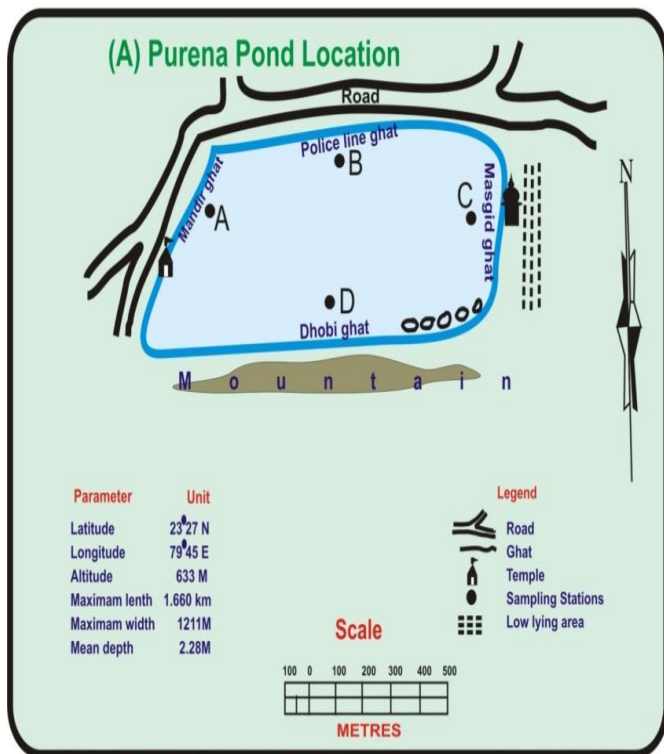 (A) Purena Pond Location
Road
Police line ghat
B
Mandir ghat
A
C
Masgid ghat
N
D
Dhobi ghat
Mountain
Parameter Unit
Latitude 23°27 N
Longitude 79°45 E
Altitude 633 M
Maximam lenth 1.660 km
Maximam width 1211M
Mean depth 2.28M
Legend
Road
Ghat
Temple
Sampling Stations
Low lying area
Scale
100 0 100 200 300 400 500
METRES